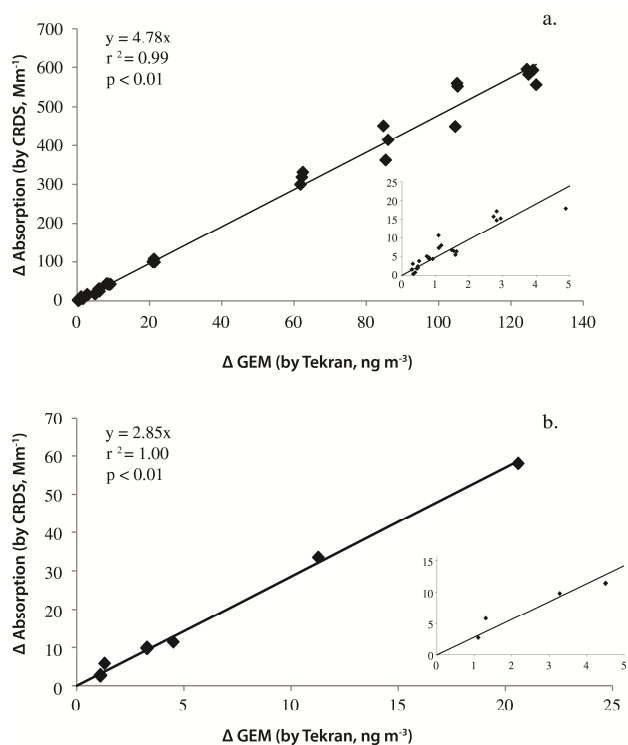 a.
y = 4.78x
r ² = 0.99
p < 0.01
Δ Absorption (by CRDS, Mm⁻¹)
700
600
500
400
300
200
100
0
0 20 40 60 80 100 120 140
Δ GEM (by Tekran, ng m⁻³)
25
20
15
10
5
0
0 1 2 3 4 5
b.
y = 2.85x
r ² = 1.00
p < 0.01
Δ Absorption (by CRDS, Mm⁻¹)
70
60
50
40
30
20
10
0
0 5 10 15 20 25
Δ GEM (by Tekran, ng m⁻³)
15
10
5
0
0 1 2 3 4 5